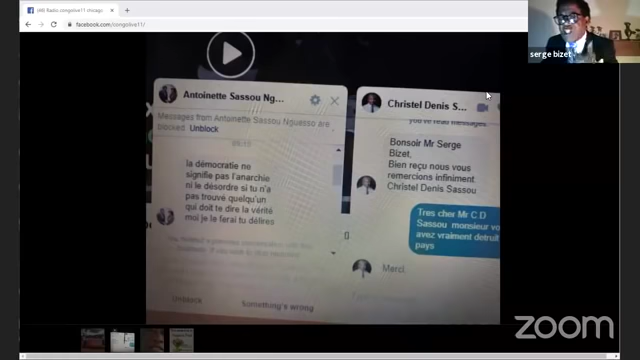 (48) Radio congolive11 chicago
facebook.com/congolive11/
serge bizet
Antoinette Sassou Ng...
Messages from Antoinette Sassou Nguesso are
blocked. Unblock
la démocratie ne
signifie pas l'anarchie
ni le désordre si tu n'a
pas trouvé quelqu'un
qui doit te dire la vérité
moi je la ferai tu délires
Unblock
Something's wrong
Christel Denis S...
you've read messages.
Bonsoir Mr Serge
Bizet,
Bien reçu nous vous
remercions infiniment
Christel Denis Sassou
Tres cher Mr C.D
Sassou monsieur vo
avez vraiment detruit
pays
Merci.
zoom